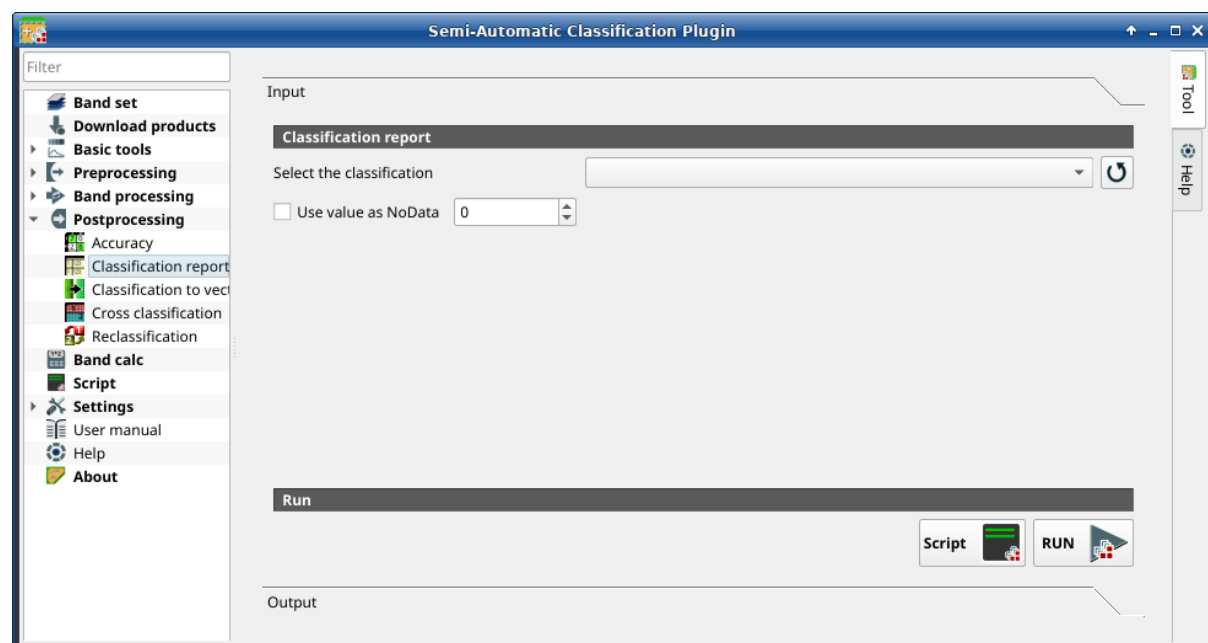 Semi-Automatic Classification Plugin
Filter
Band set
Download products
Basic tools
Preprocessing
Band processing
Postprocessing
Accuracy
Classification report
Classification to vect
Cross classification
Reclassification
Band calc
Script
Settings
User manual
Help
About
Input
Classification report
Select the classification
Use value as NoData 0
Run
Script RUN
Output
Tool
Help